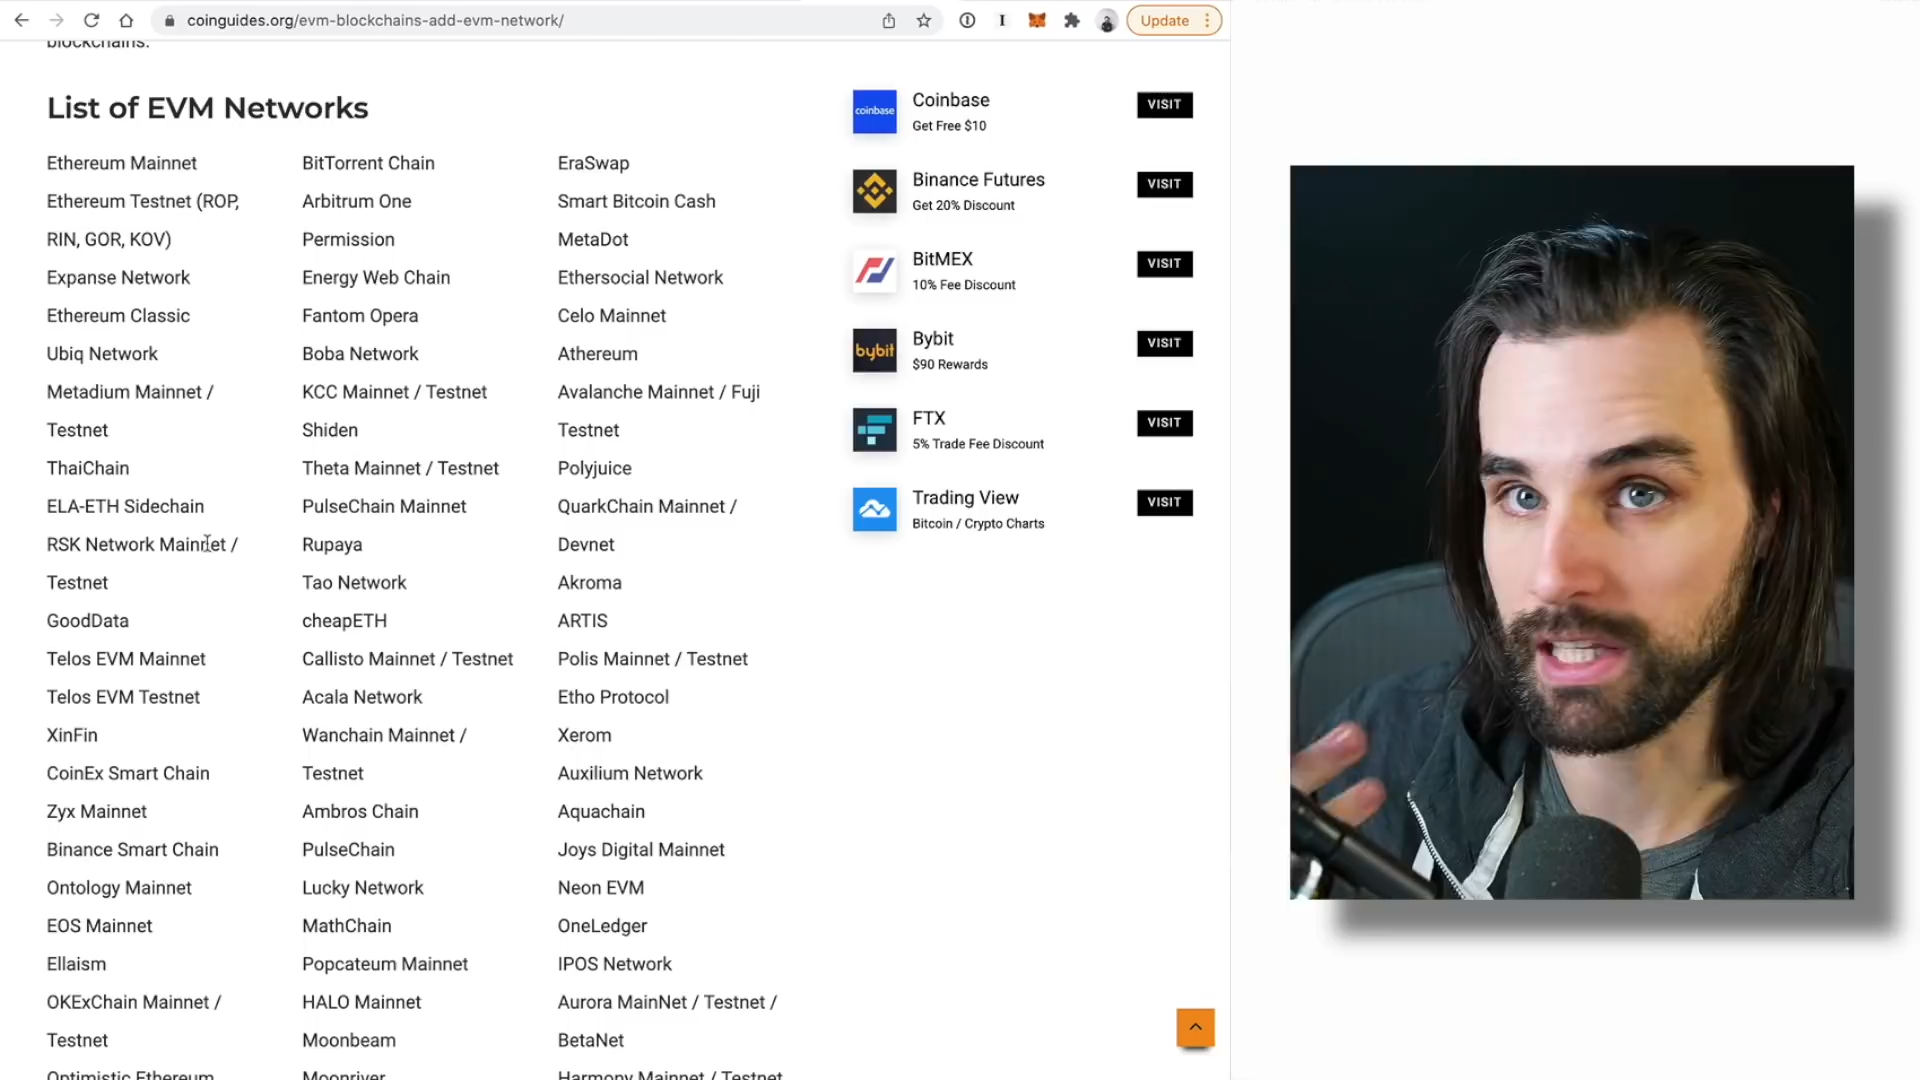 coinguides.org/evm-blockchains-add-evm-network/
Update
blockchains.
List of EVM Networks
Ethereum Mainnet
Ethereum Testnet (ROP,
RIN, GOR, KOV)
Expanse Network
Ethereum Classic
Ubiq Network
Metadium Mainnet /
Testnet
ThaiChain
ELA-ETH Sidechain
RSK Network Mainnet /
Testnet
GoodData
Telos EVM Mainnet
Telos EVM Testnet
XinFin
CoinEx Smart Chain
Zyx Mainnet
Binance Smart Chain
Ontology Mainnet
EOS Mainnet
Ellaism
OKExChain Mainnet /
Testnet
Optimistic Ethereum
BitTorrent Chain
Arbitrum One
Permission
Energy Web Chain
Fantom Opera
Boba Network
KCC Mainnet / Testnet
Shiden
Theta Mainnet / Testnet
PulseChain Mainnet
Rupaya
Tao Network
cheapETH
Callisto Mainnet / Testnet
Acala Network
Wanchain Mainnet /
Testnet
Ambros Chain
PulseChain
Lucky Network
MathChain
Popcateum Mainnet
HALO Mainnet
Moonbeam
Moonriver
EraSwap
Smart Bitcoin Cash
MetaDot
Ethersocial Network
Celo Mainnet
Athereum
Avalanche Mainnet / Fuji
Testnet
Polyjuice
QuarkChain Mainnet /
Devnet
Akroma
ARTIS
Polis Mainnet / Testnet
Etho Protocol
Xerom
Auxilium Network
Aquachain
Joys Digital Mainnet
Neon EVM
OneLedger
IPOS Network
Aurora MainNet / Testnet /
BetaNet
Harmony Mainnet / Testnet
coinbase
Coinbase
Get Free $10
VISIT
Binance Futures
Get 20% Discount
VISIT
BitMEX
10% Fee Discount
VISIT
bybit
Bybit
$90 Rewards
VISIT
FTX
5% Trade Fee Discount
VISIT
Trading View
Bitcoin / Crypto Charts
VISIT